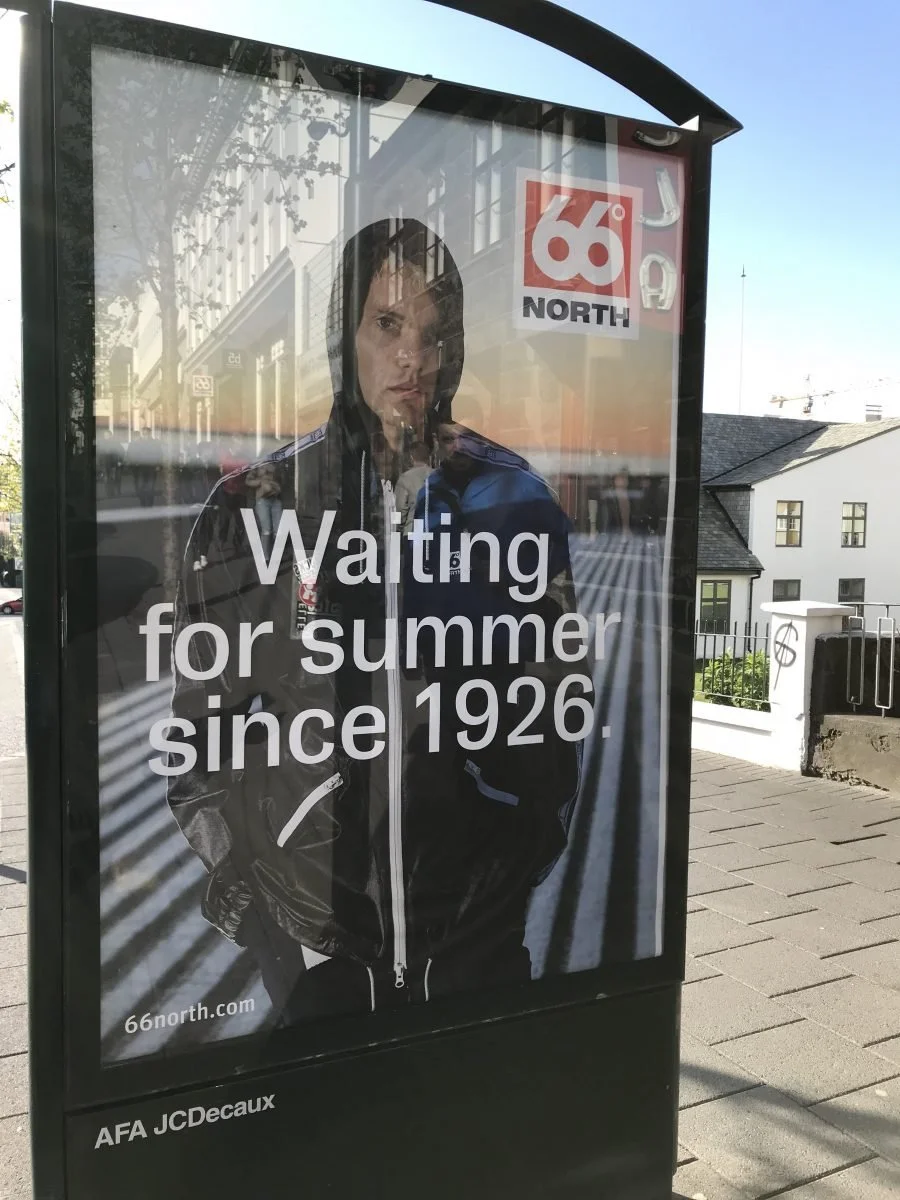 66°
NORTH
Waiting
for summer
since 1926.
66north.com
AFA JCDecaux
$